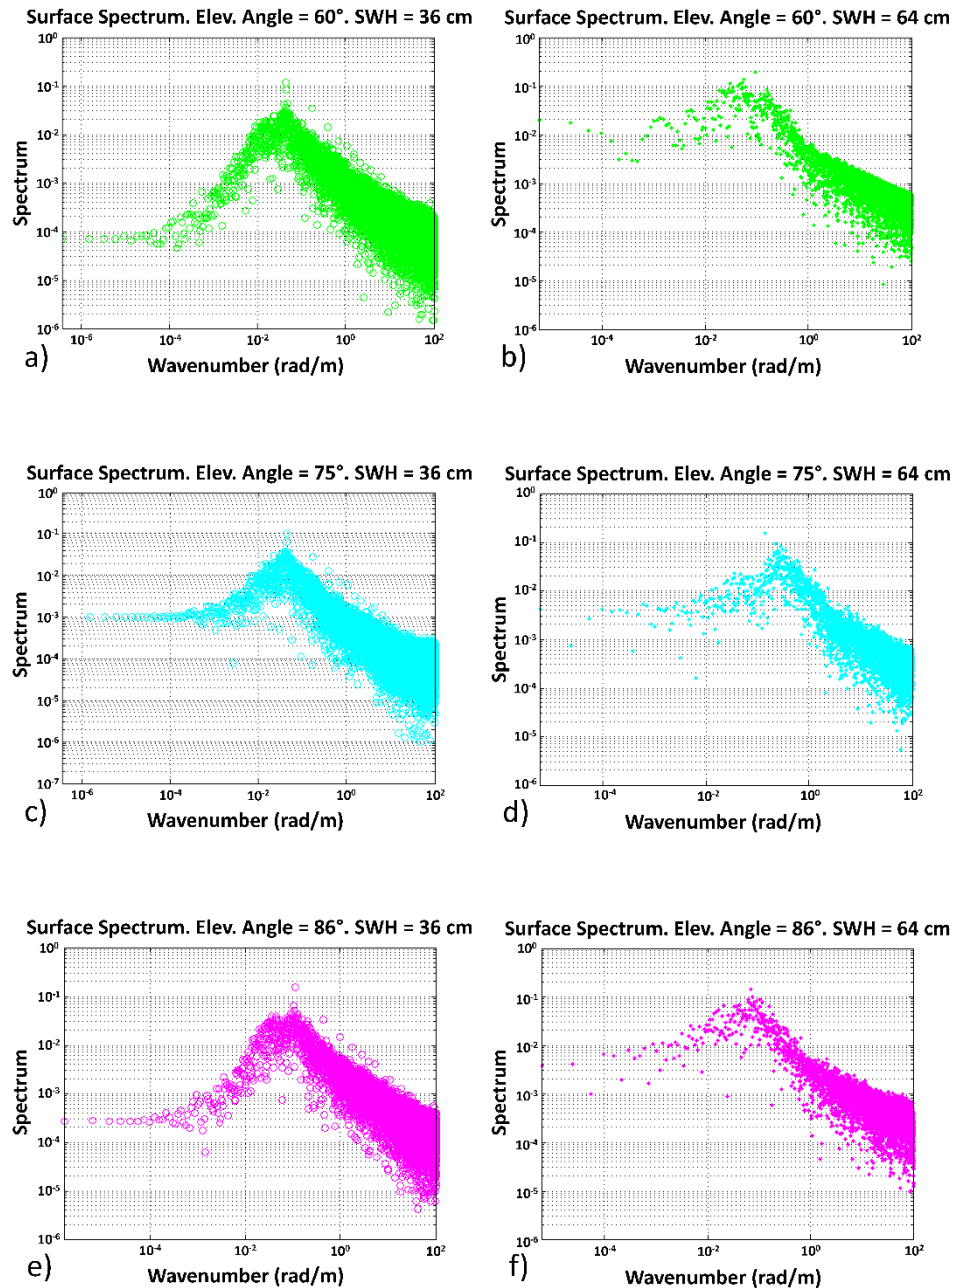 Surface Spectrum. Elev. Angle = 60°. SWH = 36 cm
10⁰
10⁻¹
10⁻²
10⁻³
10⁻⁴
10⁻⁵
10⁻⁶
Spectrum
10⁻⁶ 10⁻⁴ 10⁻² 10⁰ 10²
Wavenumber (rad/m)
a)
Surface Spectrum. Elev. Angle = 60°. SWH = 64 cm
10⁰
10⁻¹
10⁻²
10⁻³
10⁻⁴
10⁻⁵
10⁻⁶
Spectrum
10⁻⁴ 10⁻² 10⁰ 10²
Wavenumber (rad/m)
b)
Surface Spectrum. Elev. Angle = 75°. SWH = 36 cm
10⁰
10⁻¹
10⁻²
10⁻³
10⁻⁴
10⁻⁵
10⁻⁶
10⁻⁷
Spectrum
10⁻⁶ 10⁻⁴ 10⁻² 10⁰ 10²
Wavenumber (rad/m)
c)
Surface Spectrum. Elev. Angle = 75°. SWH = 64 cm
10⁰
10⁻¹
10⁻²
10⁻³
10⁻⁴
10⁻⁵
10⁻⁶
Spectrum
10⁻⁴ 10⁻² 10⁰ 10²
Wavenumber (rad/m)
d)
Surface Spectrum. Elev. Angle = 86°. SWH = 36 cm
10⁰
10⁻¹
10⁻²
10⁻³
10⁻⁴
10⁻⁵
10⁻⁶
Spectrum
10⁻⁴ 10⁻² 10⁰ 10²
Wavenumber (rad/m)
e)
Surface Spectrum. Elev. Angle = 86°. SWH = 64 cm
10⁰
10⁻¹
10⁻²
10⁻³
10⁻⁴
10⁻⁵
10⁻⁶
Spectrum
10⁻⁴ 10⁻² 10⁰ 10²
Wavenumber (rad/m)
f)